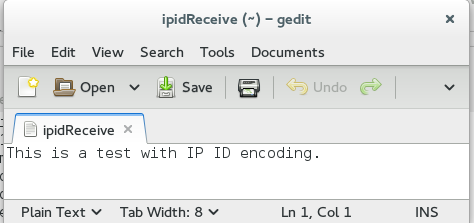 ipidReceive (~) – gedit
File Edit View Search Tools Documents
Open Save Undo
ipidReceive
This is a test with IP ID encoding.
Plain Text Tab Width: 8 Ln 1, Col 1 INS